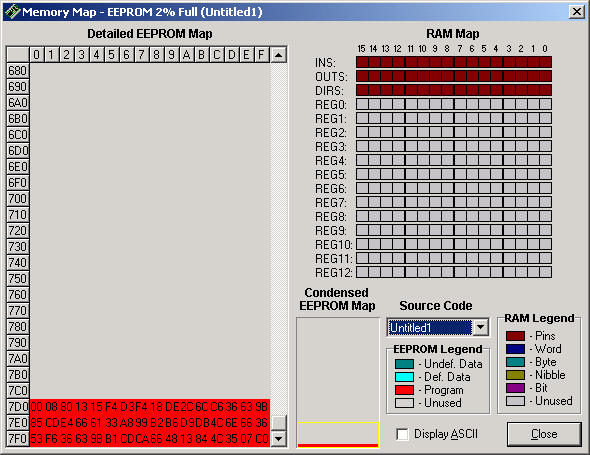 Memory Map - EEPROM 2% Full (Untitled1)
Detailed EEPROM Map
0 1 2 3 4 5 6 7 8 9 A B C D E F
680
690
6A0
6B0
6C0
6D0
6E0
6F0
700
710
720
730
740
750
760
770
780
790
7A0
7B0
7C0
7D0 00 08 80 13 15 F4 D3 F4 18 DE 2C 6C C6 36 63 9B
7E0 85 CD E4 66 61 33 A8 99 B2 B6 D9 DB 4C 6E 66 36
7F0 53 F6 36 63 9B B1 CD CA 66 48 13 84 4C 35 07 C0
RAM Map
15 14 13 12 11 10 9 8 7 6 5 4 3 2 1 0
INS:
OUTS:
DIRS:
REG0:
REG1:
REG2:
REG3:
REG4:
REG5:
REG6:
REG7:
REG8:
REG9:
REG10:
REG11:
REG12:
Condensed
EEPROM Map
Source Code
Untitled1
EEPROM Legend
- Undef. Data
- Def. Data
- Program
- Unused
Display ASCII
RAM Legend
- Pins
- Word
- Byte
- Nibble
- Bit
- Unused
Close